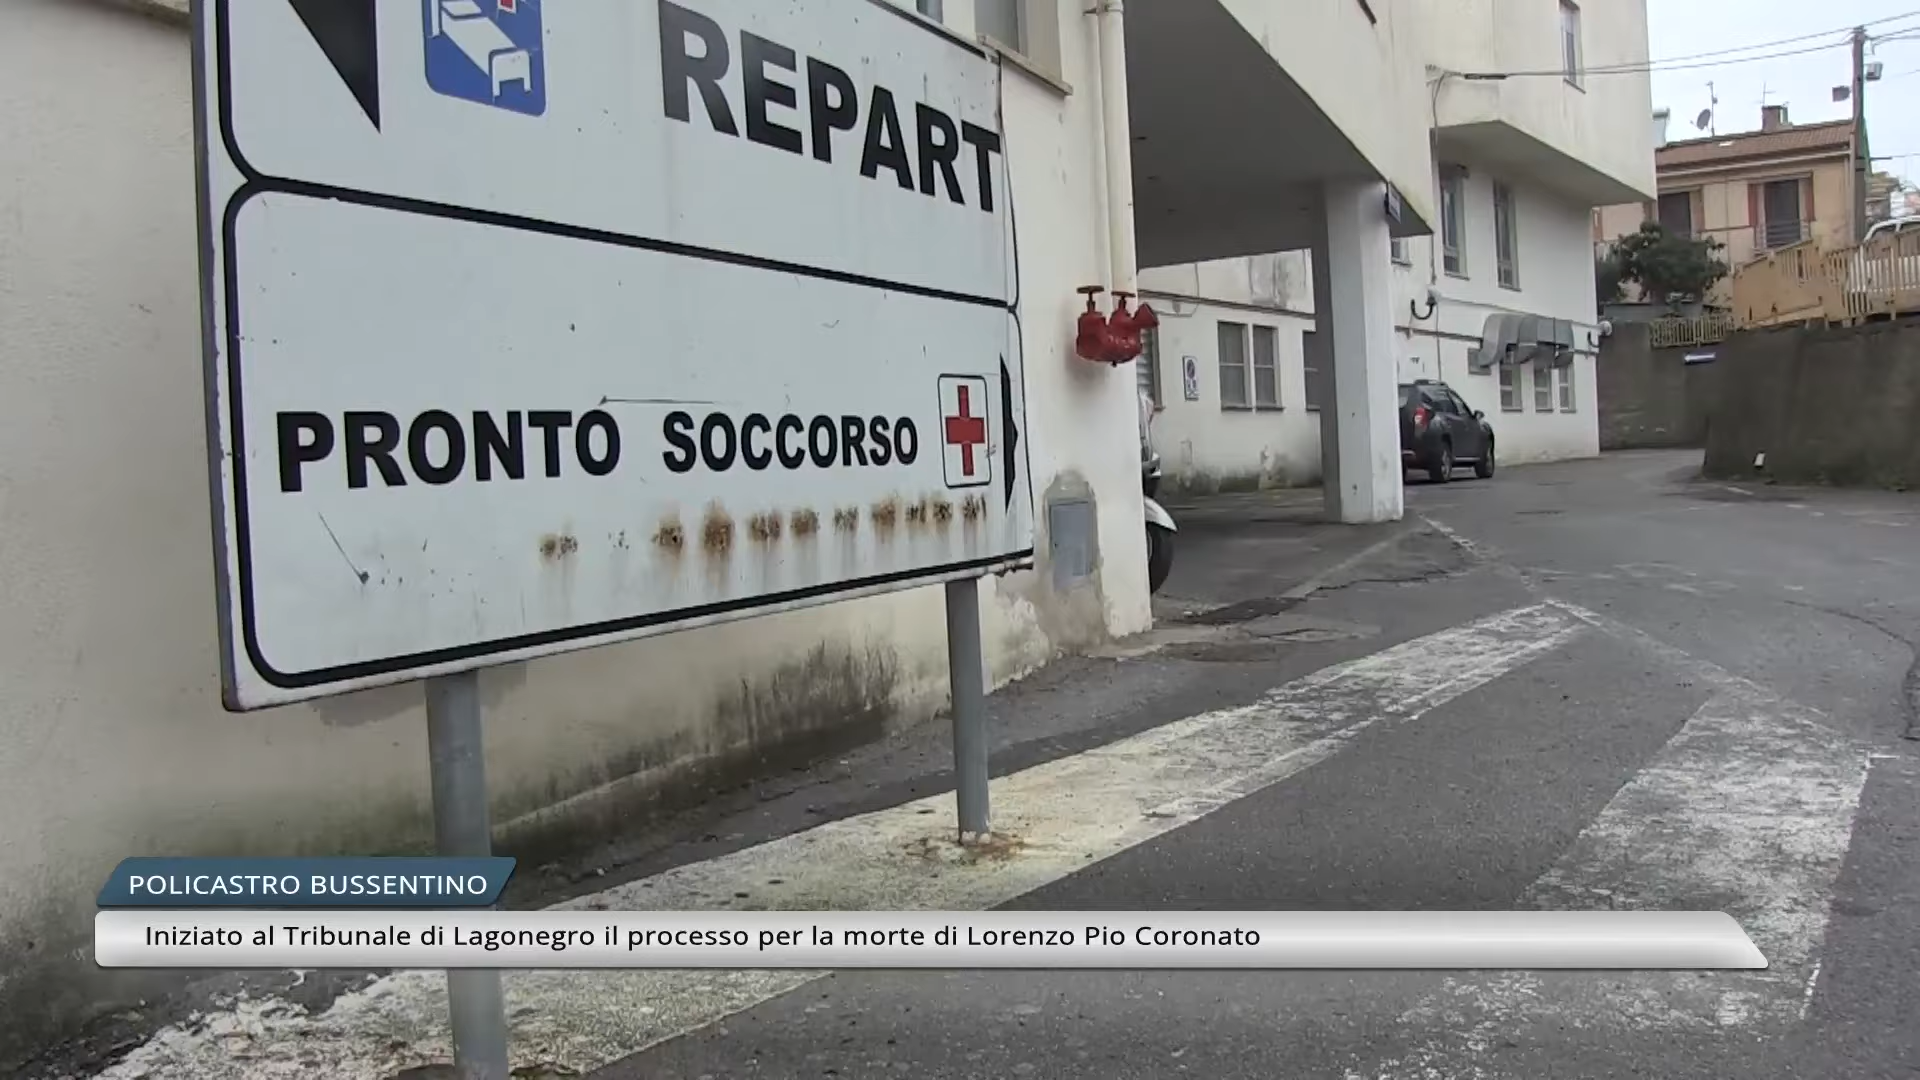 REPART
PRONTO SOCCORSO
POLICASTRO BUSSENTINO
Iniziato al Tribunale di Lagonegro il processo per la morte di Lorenzo Pio Coronato